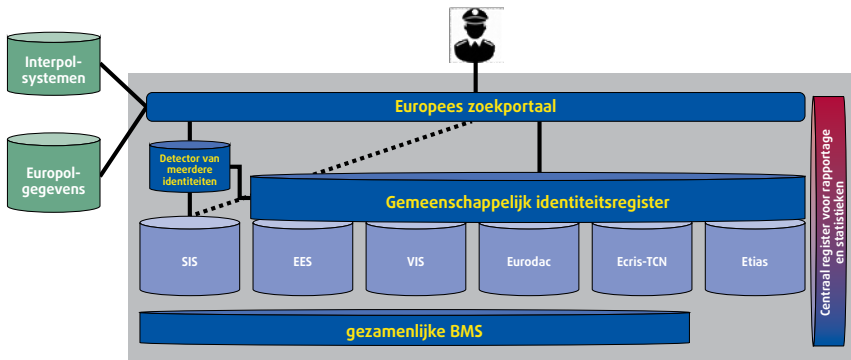 Interpol-
systemen
Europol-
gegevens
Europees zoekportaal
Detector van
meerdere
identiteiten
Gemeenschappelijk identiteitsregister
SIS
EES
VIS
Eurodac
Ecris-TCN
Etias
gezamenlijke BMS
Centraal register voor rapportage
en statistieken